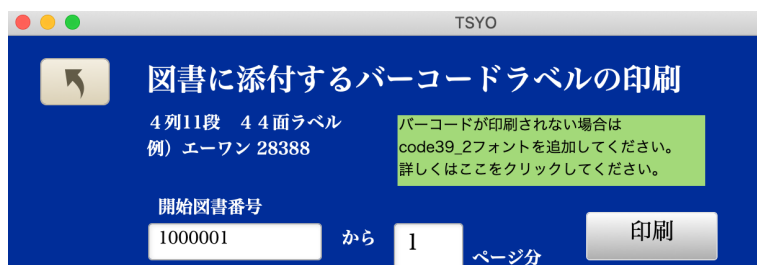 TSYO
図書に添付するバーコードラベルの印刷
４列11段　４４面ラベル
例）エーワン 28388
バーコードが印刷されない場合は
code39_2フォントを追加してください。
詳しくはここをクリックしてください。
開始図書番号
1000001 から 1 ページ分
印刷